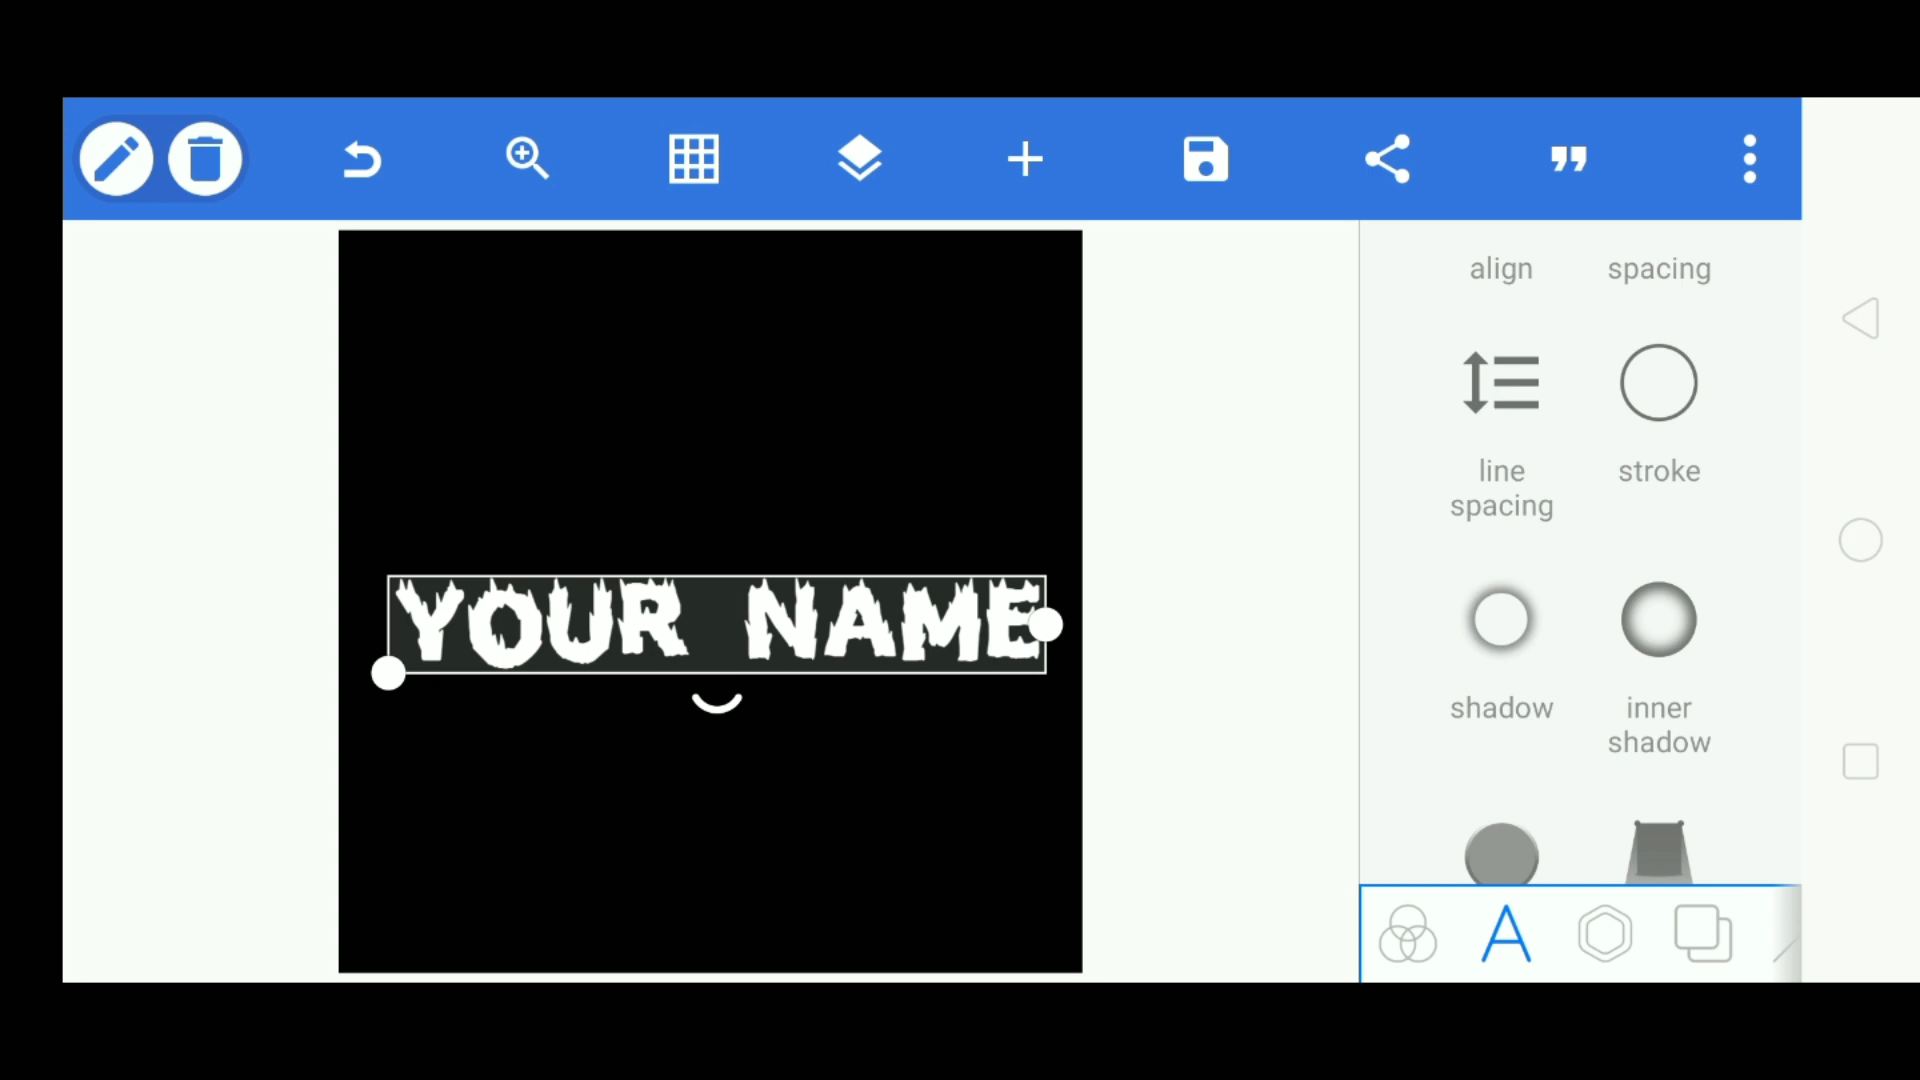 align
spacing
line
spacing
stroke
YOUR NAME
shadow
inner
shadow